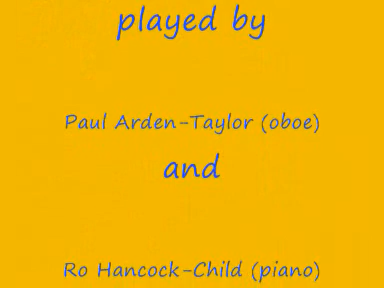 played by
Paul Arden-Taylor (oboe)
and
Ro Hancock-Child (piano)